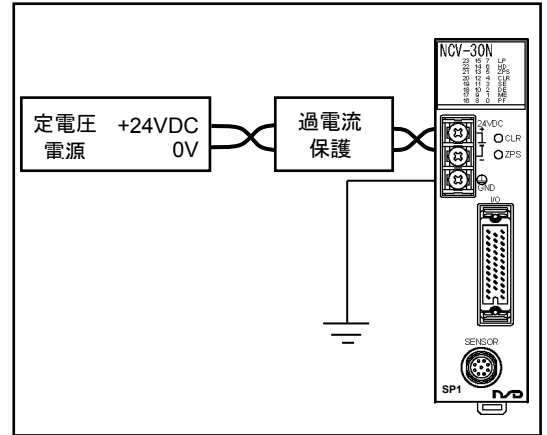 NCV-30N
23 15 7 LP
22 14 6 HD
21 13 5 ZPS
20 12 4 CLR
19 11 3 SE
18 10 2 DE
17 9 1 ME
16 8 0 PF
定電圧 +24VDC
電源 0V
過電流
保護
24VDC
+
-
CLR
ZPS
GND
I/O
SENSOR
SP1
NSD